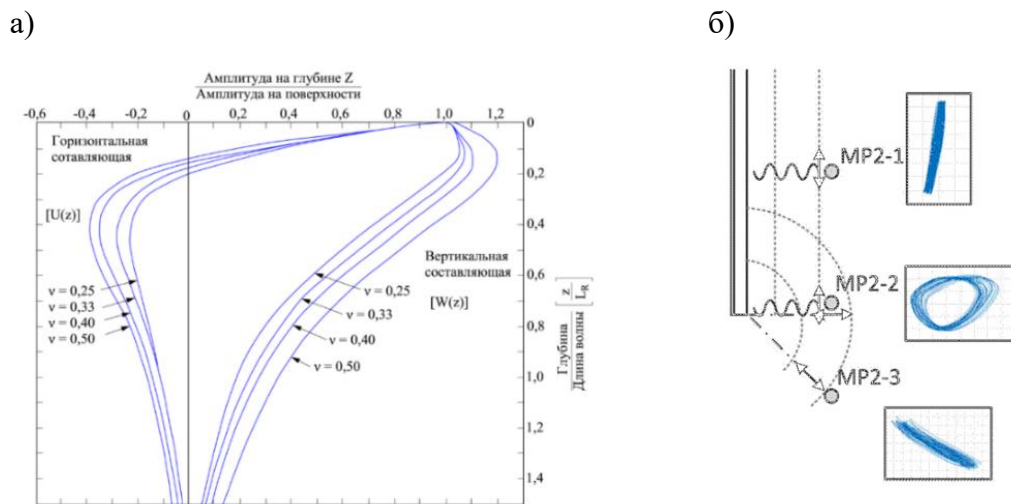 а)
б)
Амплитуда на глубине Z
Амплитуда на поверхности
-0,6 -0,4 -0,2 0 0,2 0,4 0,6 0,8 1,0 1,2
Горизонтальная
сотавляющая
[U(z)]
ν = 0,25
ν = 0,33
ν = 0,40
ν = 0,50
Вертикальная
составляющая
[W(z)]
ν = 0,25
ν = 0,33
ν = 0,40
ν = 0,50
0
0,2
0,4
0,6
0,8
1,0
1,2
1,4
Глубина
Длина волны
[z
L_R]
MP2-1
MP2-2
MP2-3